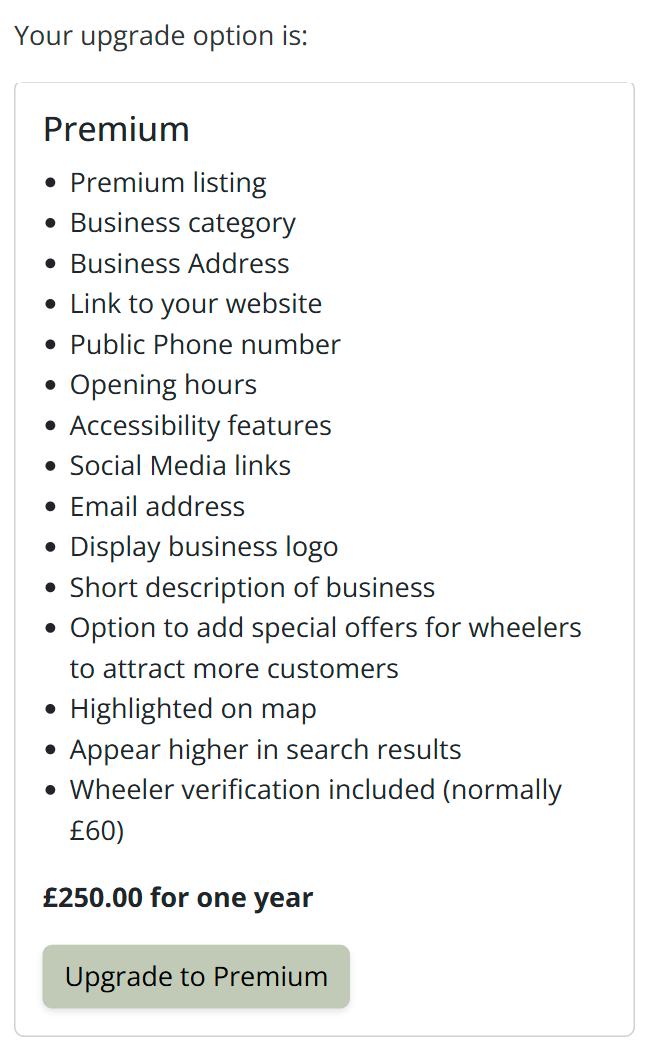 Your upgrade option is:
Premium
• Premium listing
• Business category
• Business Address
• Link to your website
• Public Phone number
• Opening hours
• Accessibility features
• Social Media links
• Email address
• Display business logo
• Short description of business
• Option to add special offers for wheelers
to attract more customers
• Highlighted on map
• Appear higher in search results
• Wheeler verification included (normally
£60)
£250.00 for one year
Upgrade to Premium